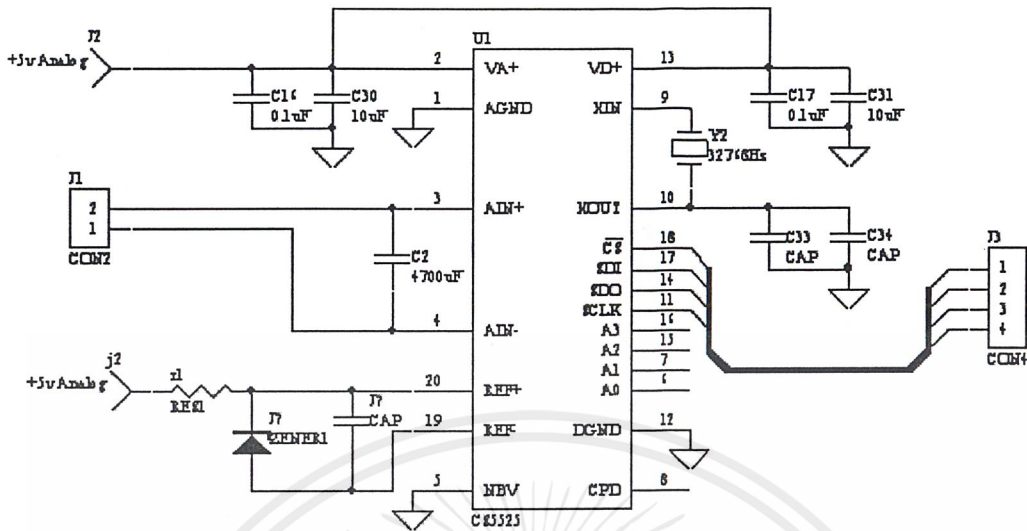 J2
+5v Analog
C16
0.1uF
C30
10uF
U1
2
VA+
1
AGND
VD+
13
XIN
9
C17
0.1uF
C31
10uF
Y2
32768Hz
J1
2
1
CON2
3
AIN+
C2
4700uF
4
AIN-
XOUT
10
C33
CAP
C34
CAP
CS
18
SDI
17
SDO
14
SCLK
11
A3
16
A2
15
A1
7
A0
6
J3
1
2
3
4
CON4
j2
+5v Analog
r1
RES1
J?
ZENER1
J?
CAP
20
REF+
19
REF-
DGND
12
5
NBV
CPD
8
CS5525